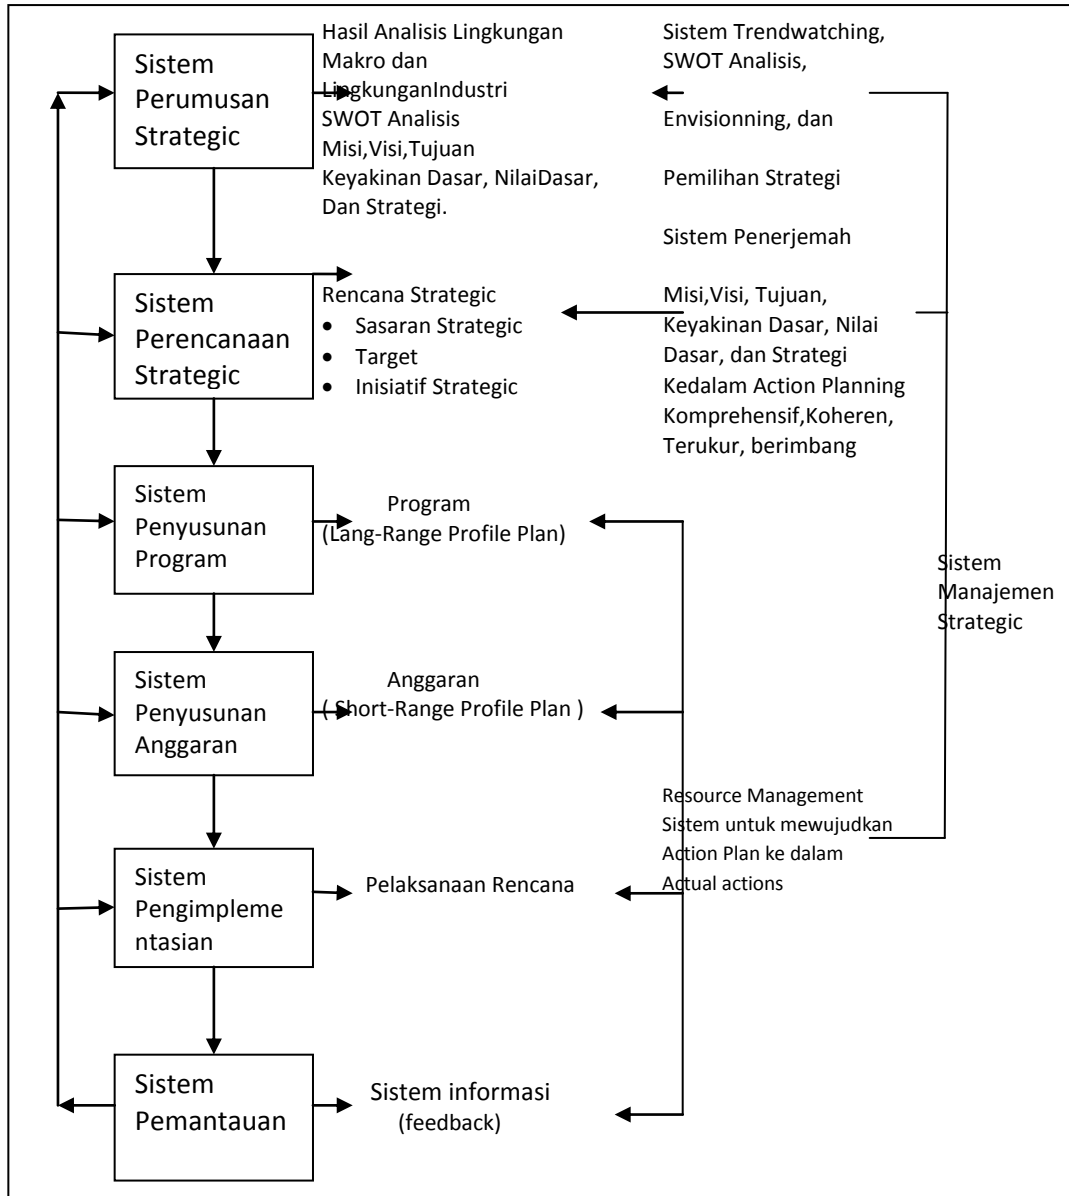 Sistem
Perumusan
Strategic
Hasil Analisis Lingkungan
Makro dan
LingkunganIndustri
SWOT Analisis
Misi,Visi,Tujuan
Keyakinan Dasar, NilaiDasar,
Dan Strategi.
Sistem Trendwatching,
SWOT Analisis,
Envisionning, dan
Pemilihan Strategi
Sistem Penerjemah
Misi,Visi, Tujuan,
Keyakinan Dasar, Nilai
Dasar, dan Strategi
Kedalam Action Planning
Komprehensif,Koheren,
Terukur, berimbang
Sistem
Perencanaan
Strategic
Rencana Strategic
• Sasaran Strategic
• Target
• Inisiatif Strategic
Sistem
Penyusunan
Program
Program
(Lang-Range Profile Plan)
Sistem
Manajemen
Strategic
Sistem
Penyusunan
Anggaran
Anggaran
( Short-Range Profile Plan )
Resource Management
Sistem untuk mewujudkan
Action Plan ke dalam
Actual actions
Sistem
Pengimpleme
ntasian
Pelaksanaan Rencana
Sistem
Pemantauan
Sistem informasi
(feedback)